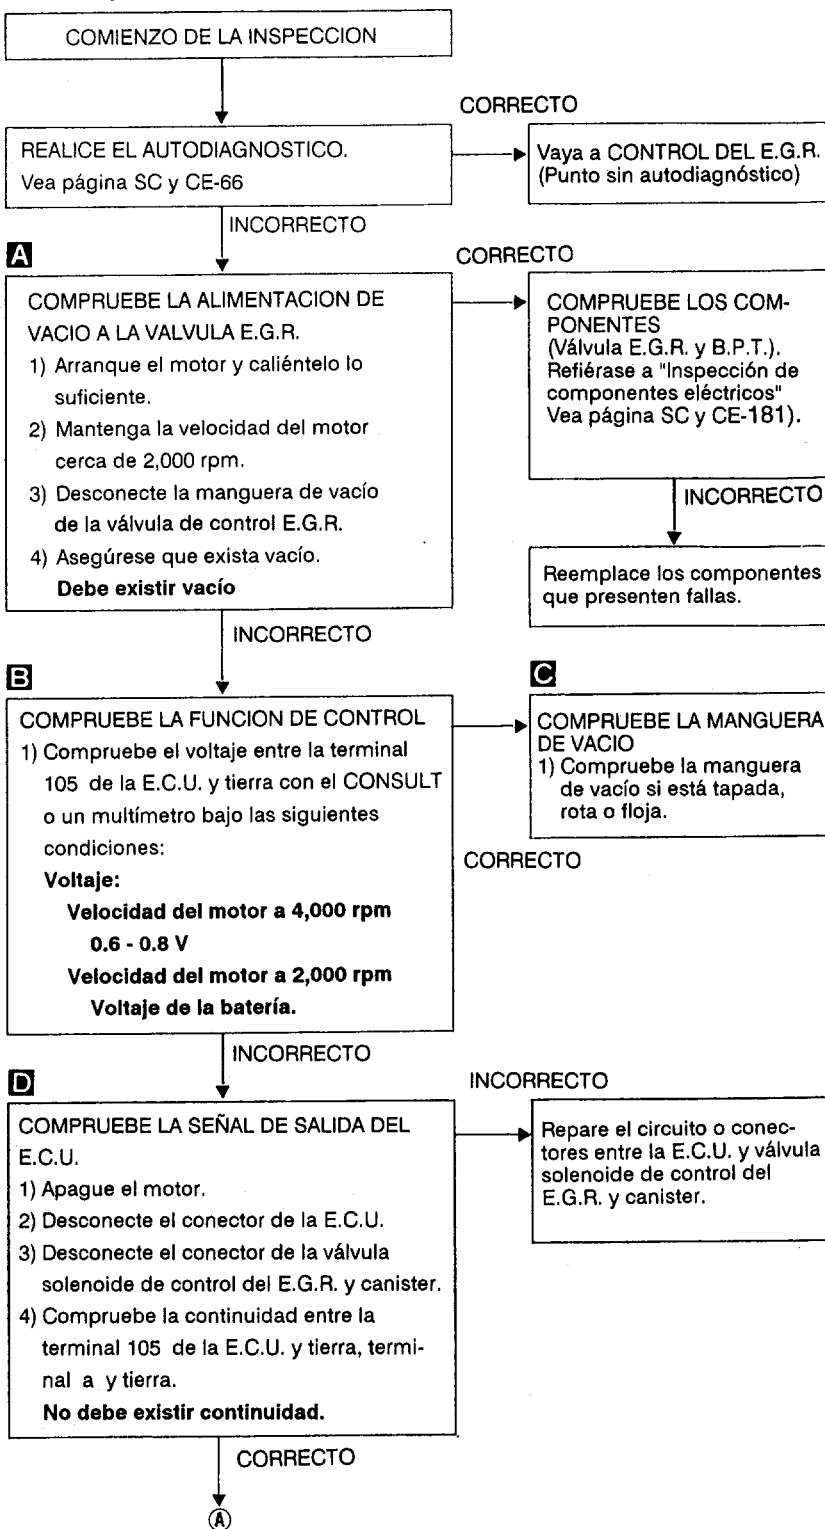 COMIENZO DE LA INSPECCION
CORRECTO
REALICE EL AUTODIAGNOSTICO.
Vea página SC y CE-66
Vaya a CONTROL DEL E.G.R.
(Punto sin autodiagnóstico)
INCORRECTO
A
CORRECTO
COMPRUEBE LA ALIMENTACION DE
VACIO A LA VALVULA E.G.R.
1) Arranque el motor y caliéntelo lo
suficiente.
2) Mantenga la velocidad del motor
cerca de 2,000 rpm.
3) Desconecte la manguera de vacío
de la válvula de control E.G.R.
4) Asegúrese que exista vacío.
Debe existir vacío
COMPRUEBE LOS COM-
PONENTES
(Válvula E.G.R. y B.P.T.).
Refiérase a "Inspección de
componentes eléctricos"
Vea página SC y CE-181).
INCORRECTO
Reemplace los componentes
que presenten fallas.
INCORRECTO
B
COMPRUEBE LA FUNCION DE CONTROL
1) Compruebe el voltaje entre la terminal
105 de la E.C.U. y tierra con el CONSULT
o un multímetro bajo las siguientes
condiciones:
Voltaje:
Velocidad del motor a 4,000 rpm
0.6 - 0.8 V
Velocidad del motor a 2,000 rpm
Voltaje de la batería.
C
COMPRUEBE LA MANGUERA
DE VACIO
1) Compruebe la manguera
de vacío si está tapada,
rota o floja.
CORRECTO
INCORRECTO
D
INCORRECTO
COMPRUEBE LA SEÑAL DE SALIDA DEL
E.C.U.
1) Apague el motor.
2) Desconecte el conector de la E.C.U.
3) Desconecte el conector de la válvula
solenoide de control del E.G.R. y canister.
4) Compruebe la continuidad entre la
terminal 105 de la E.C.U. y tierra, termi-
nal a y tierra.
No debe existir continuidad.
Repare el circuito o conec-
tores entre la E.C.U. y válvula
solenoide de control del
E.G.R. y canister.
CORRECTO
A